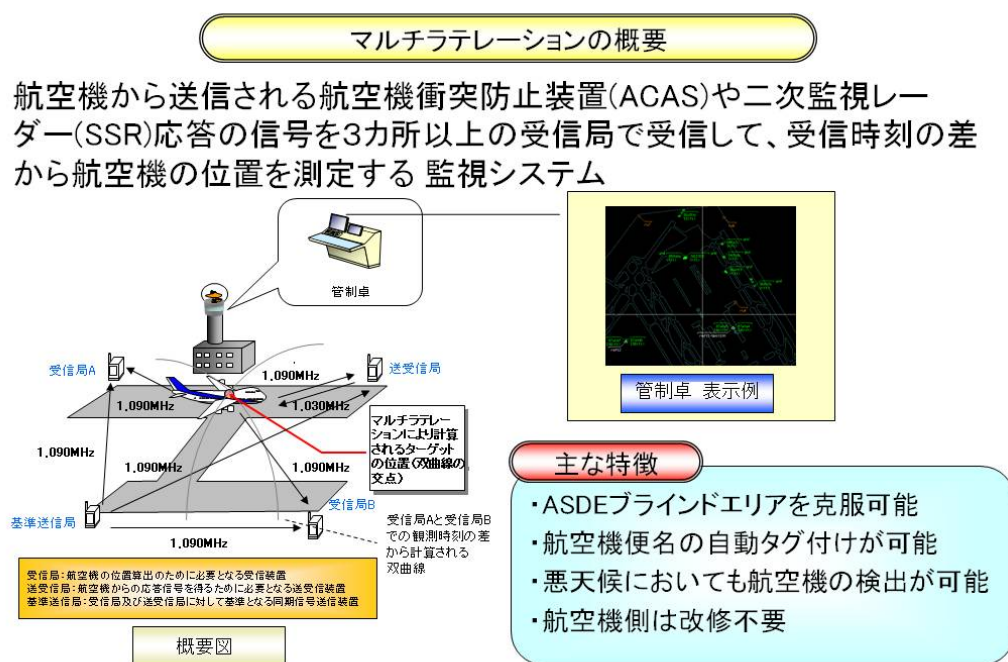 マルチラテレーションの概要
航空機から送信される航空機衝突防止装置(ACAS)や二次監視レー
ダー(SSR)応答の信号を3カ所以上の受信局で受信して、受信時刻の差
から航空機の位置を測定する 監視システム
管制卓
受信局A
1.090MHz
送受信局
1.090MHz
1.030MHz
管制卓 表示例
マルチラテレー
ションにより計算
されるターゲット
の位置(双曲線の
交点)
1.090MHz
1.090MHz
1.090MHz
基準送信局
受信局B
1.090MHz
受信局Aと受信局B
での観測時刻の差
から計算される
双曲線
受信局:航空機の位置算出のために必要となる受信装置
送受信局:航空機からの応答信号を得るために必要となる送受信装置
基準送信局:受信局及び送受信局に対して基準となる同期信号送信装置
概要図
主な特徴
・ASDEブラインドエリアを克服可能
・航空機便名の自動タグ付けが可能
・悪天候においても航空機の検出が可能
・航空機側は改修不要